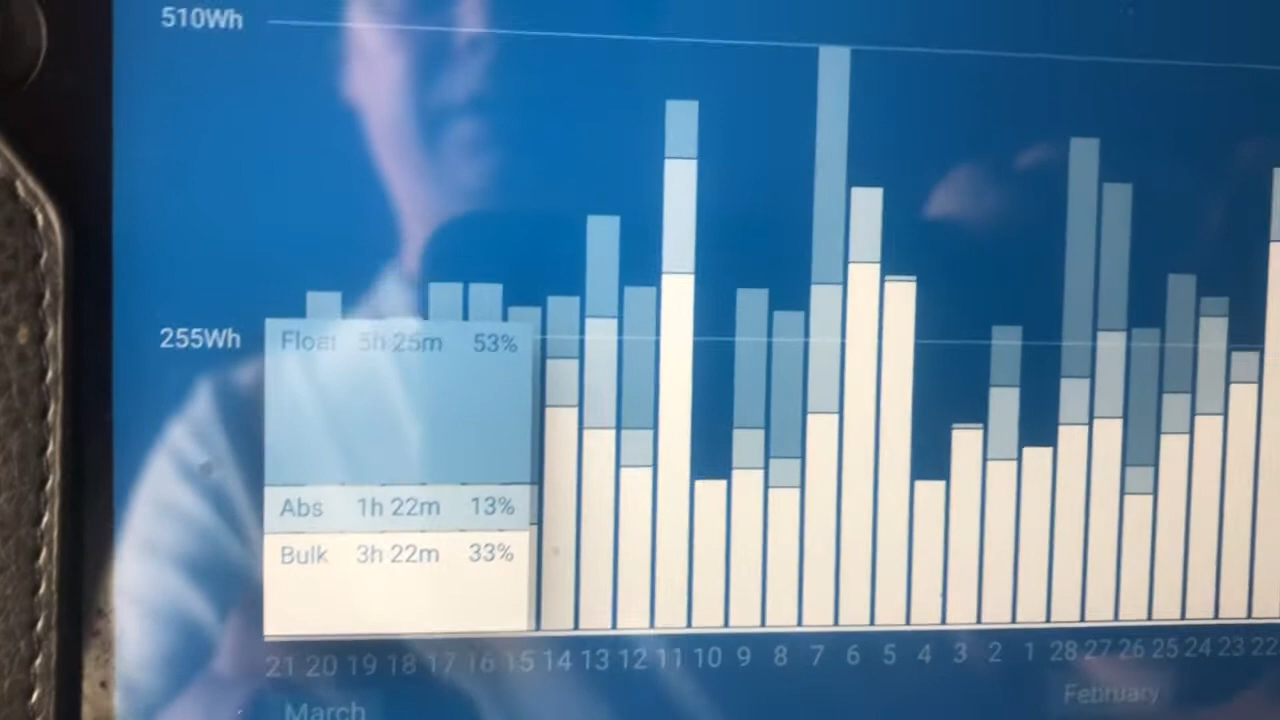 510Wh
255Wh
Float 5h 25m 53%
Abs 1h 22m 13%
Bulk 3h 22m 33%
21 20 19 18 17 16 15 14 13 12 11 10 9 8 7 6 5 4 3 2 1 28 27 26 25 24 23 22
March February